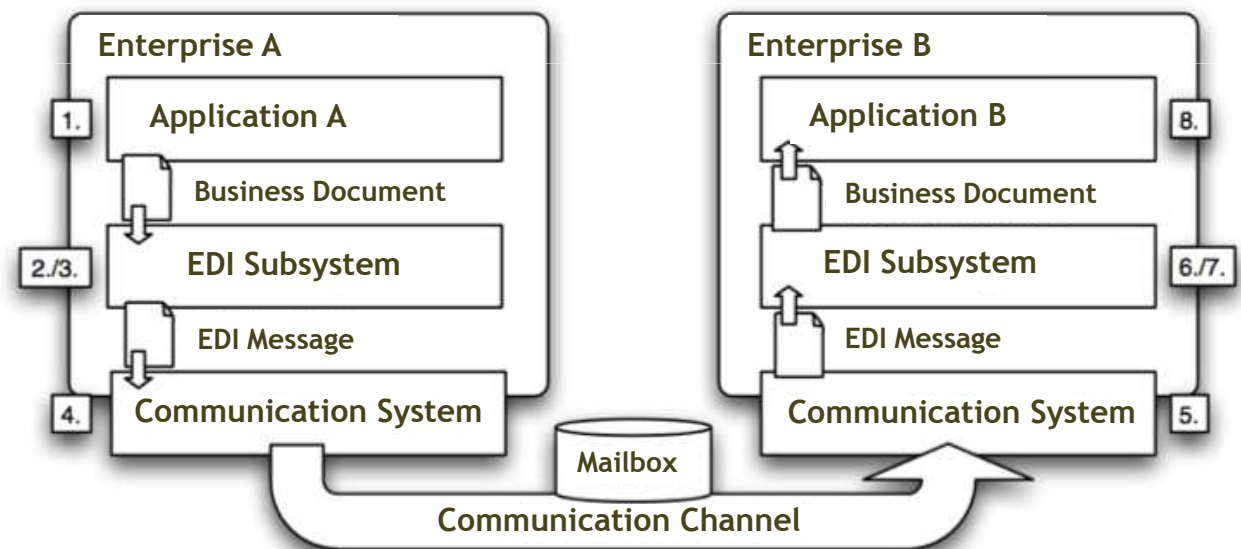 Enterprise A
1.
Application A
Business Document
2./3.
EDI Subsystem
EDI Message
4.
Communication System
Enterprise B
Application B
8.
Business Document
EDI Subsystem
6./7.
EDI Message
Communication System
5.
Mailbox
Communication Channel